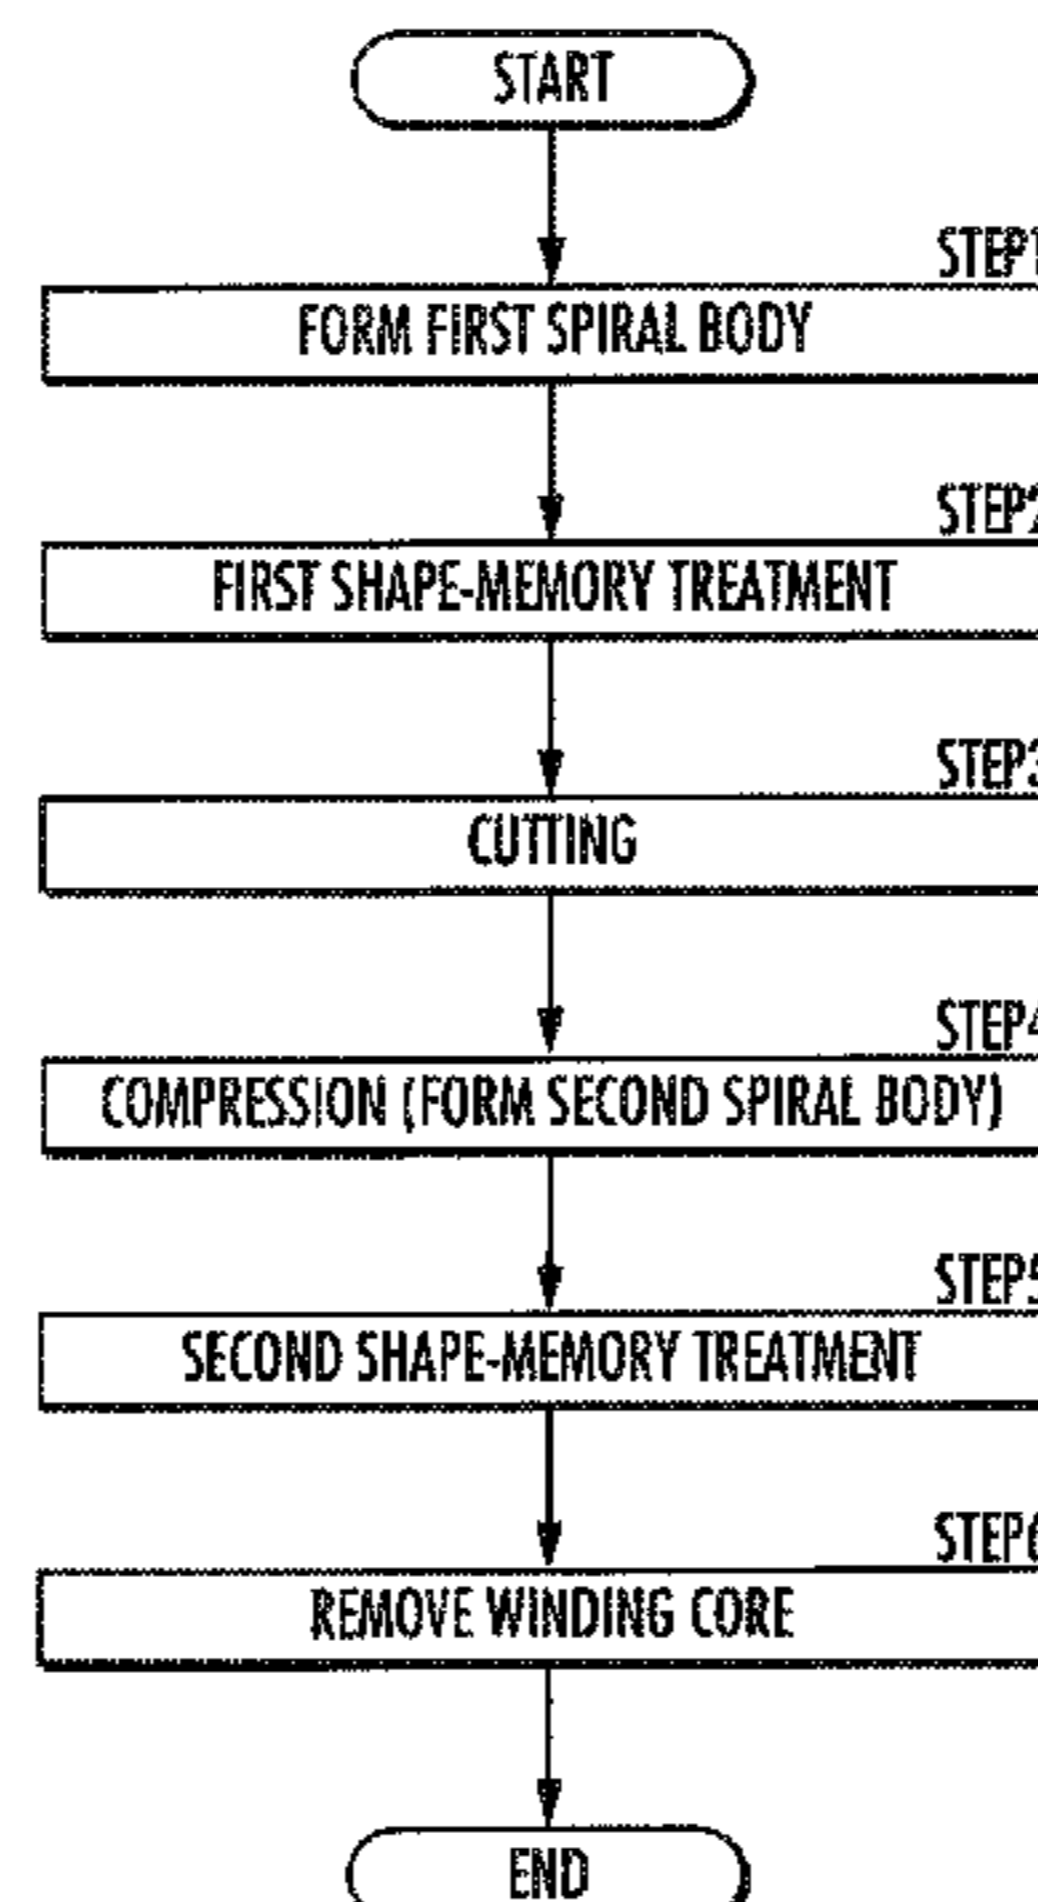 START
STEP1
FORM FIRST SPIRAL BODY
STEP2
FIRST SHAPE-MEMORY TREATMENT
STEP3
CUTTING
STEP4
COMPRESSION (FORM SECOND SPIRAL BODY)
STEP5
SECOND SHAPE-MEMORY TREATMENT
STEP6
REMOVE WINDING CORE
END